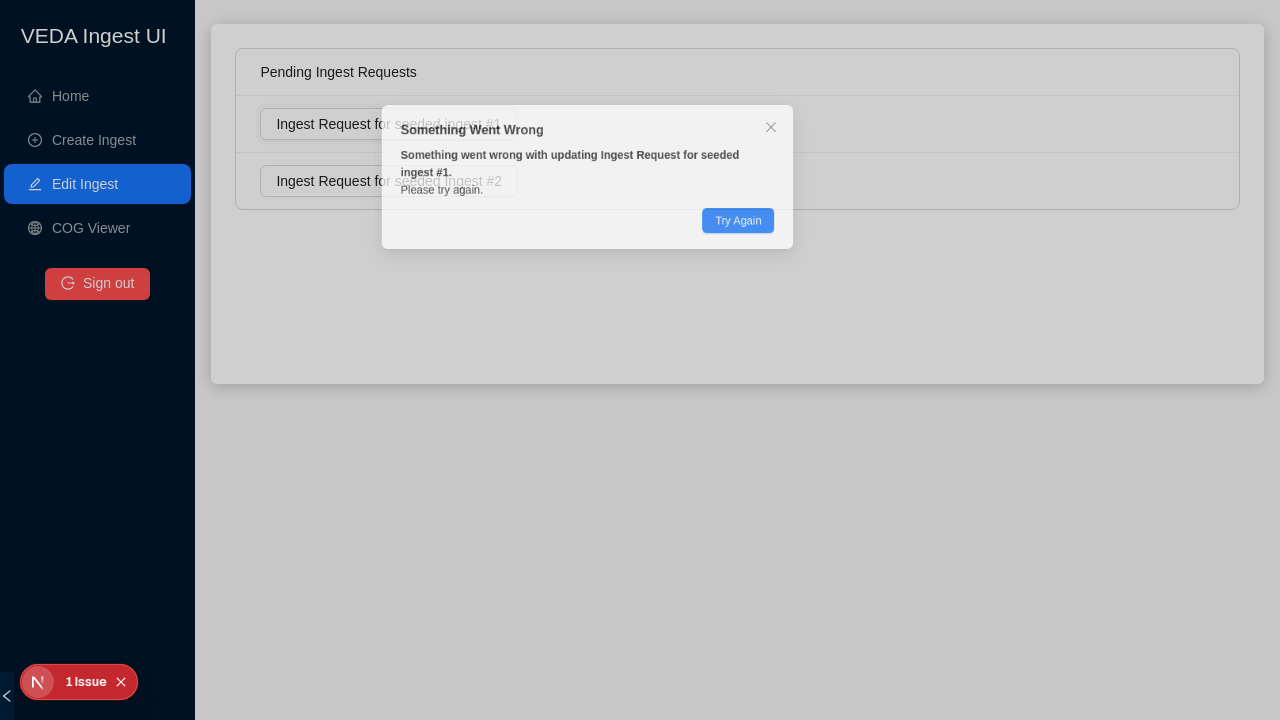 VEDA Ingest UI
Home
Create Ingest
Edit Ingest
COG Viewer
Sign out
1 Issue
Pending Ingest Requests
Ingest Request for seeded ingest #1
Ingest Request for seeded ingest #2
Something Went Wrong
Something went wrong with updating Ingest Request for seeded
ingest #1.
Please try again.
Try Again